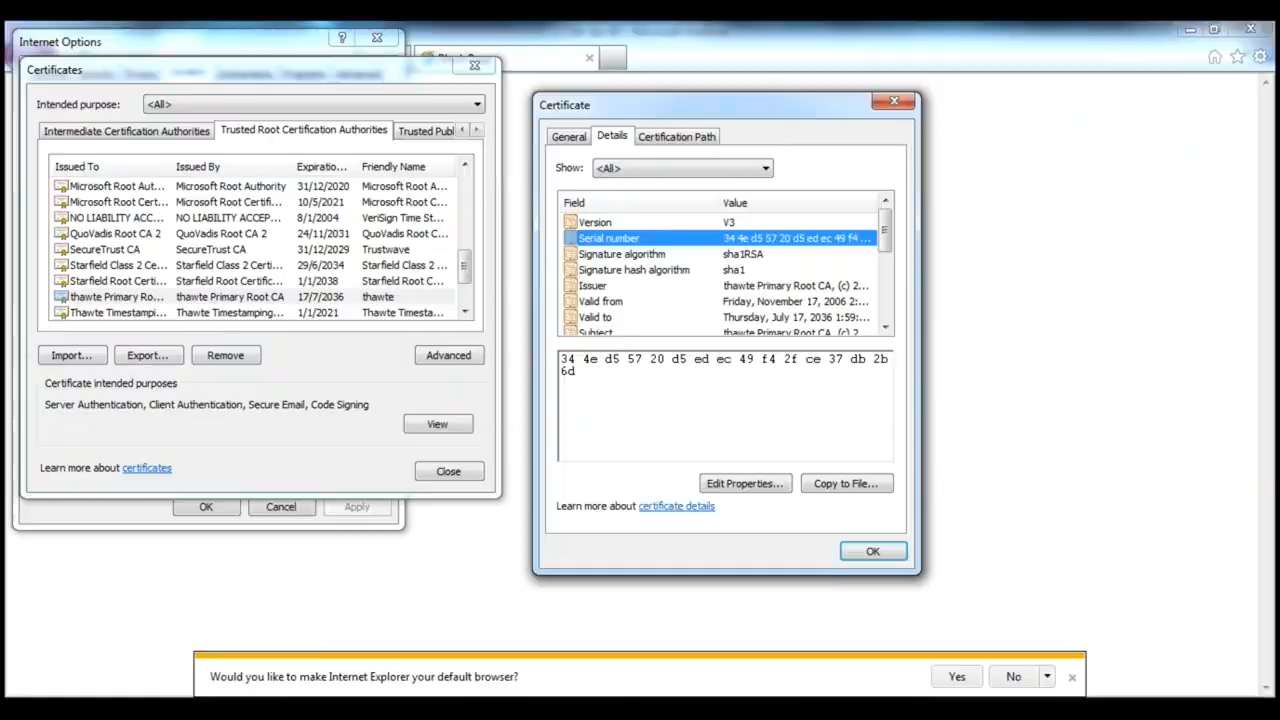 Internet Options
Certificates
Intended purpose: <All>
Intermediate Certification Authorities Trusted Root Certification Authorities Trusted Publ
Issued To Issued By Expiratio... Friendly Name
Microsoft Root Aut... Microsoft Root Authority 31/12/2020 Microsoft Root A...
Microsoft Root Cert... Microsoft Root Certifi... 10/5/2021 Microsoft Root C...
NO LIABILITY ACC... NO LIABILITY ACCEP... 8/1/2004 VeriSign Time St...
QuoVadis Root CA 2 QuoVadis Root CA 2 24/11/2031 QuoVadis Root C...
SecureTrust CA SecureTrust CA 31/12/2029 Trustwave
Starfield Class 2 Ce... Starfield Class 2 Certi... 29/6/2034 Starfield Class 2 ...
Starfield Root Certi... Starfield Root Certific... 1/1/2038 Starfield Root C...
thawte Primary Ro... thawte Primary Root CA 17/7/2036 thawte
Thawte Timestampi... Thawte Timestamping... 1/1/2021 Thawte Timesta...
Import... Export... Remove Advanced
Certificate intended purposes
Server Authentication, Client Authentication, Secure Email, Code Signing
View
Learn more about certificates
Close
OK Cancel Apply
Certificate
General Details Certification Path
Show: <All>
Field Value
Version V3
Serial number 34 4e d5 57 20 d5 ed ec 49 f4 ...
Signature algorithm sha1RSA
Signature hash algorithm sha1
Issuer thawte Primary Root CA, (c) 2...
Valid from Friday, November 17, 2006 2:...
Valid to Thursday, July 17, 2036 1:59:...
Subject thawte Primary Root CA, (c) 2...
34 4e d5 57 20 d5 ed ec 49 f4 2f ce 37 db 2b
6d
Edit Properties... Copy to File...
Learn more about certificate details
OK
Would you like to make Internet Explorer your default browser? Yes No